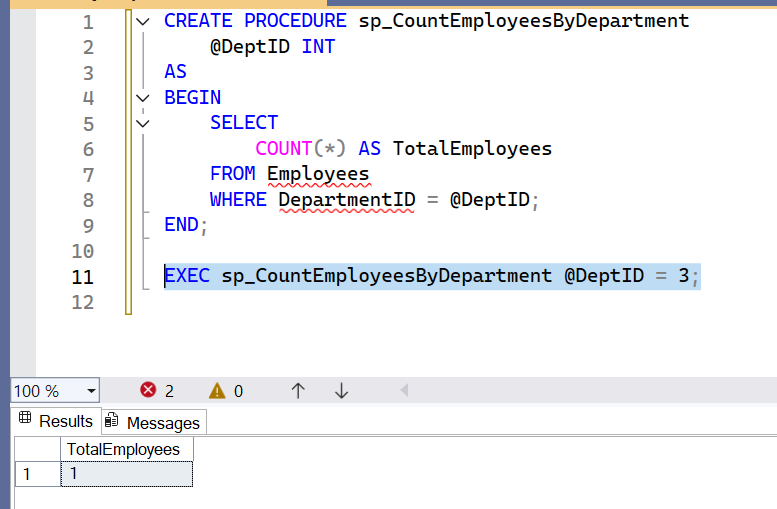 1 CREATE PROCEDURE sp_CountEmployeesByDepartment
2 @DeptID INT
3 AS
4 BEGIN
5 SELECT
6 COUNT(*) AS TotalEmployees
7 FROM Employees
8 WHERE DepartmentID = @DeptID;
9 END;
10
11 EXEC sp_CountEmployeesByDepartment @DeptID = 3;
12
100 % 2 0
Results Messages
TotalEmployees
1 1